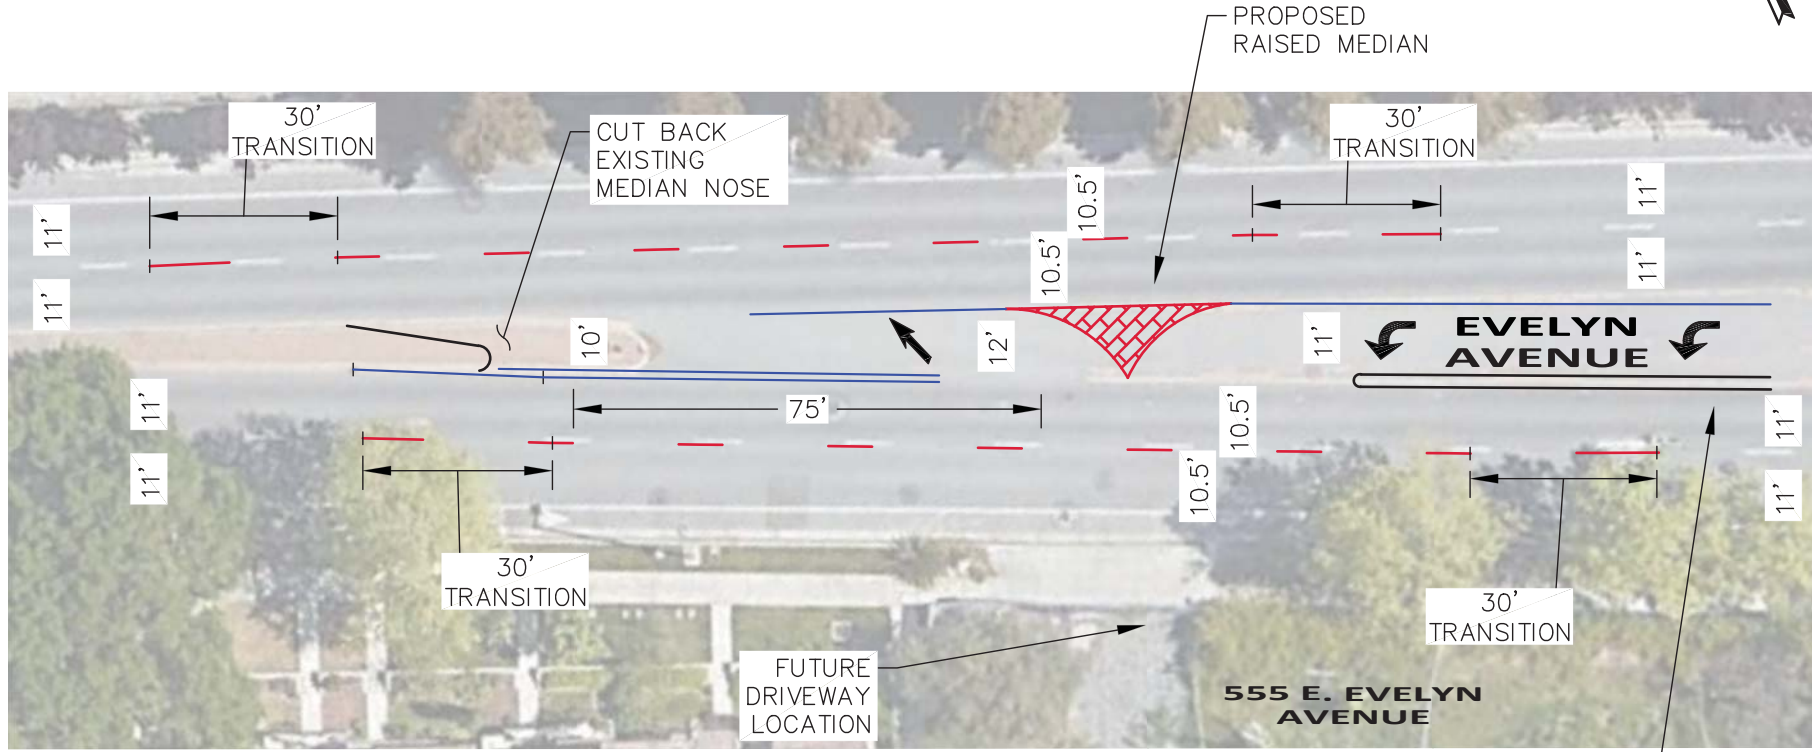 PROPOSED
RAISED MEDIAN
30'
TRANSITION
CUT BACK
EXISTING
MEDIAN NOSE
30'
TRANSITION
11'
11'
10.5'
10.5'
11'
11'
10'
12'
11'
EVELYN
AVENUE
75'
11'
11'
10.5'
10.5'
11'
11'
30'
TRANSITION
30'
TRANSITION
FUTURE
DRIVEWAY
LOCATION
555 E. EVELYN
AVENUE